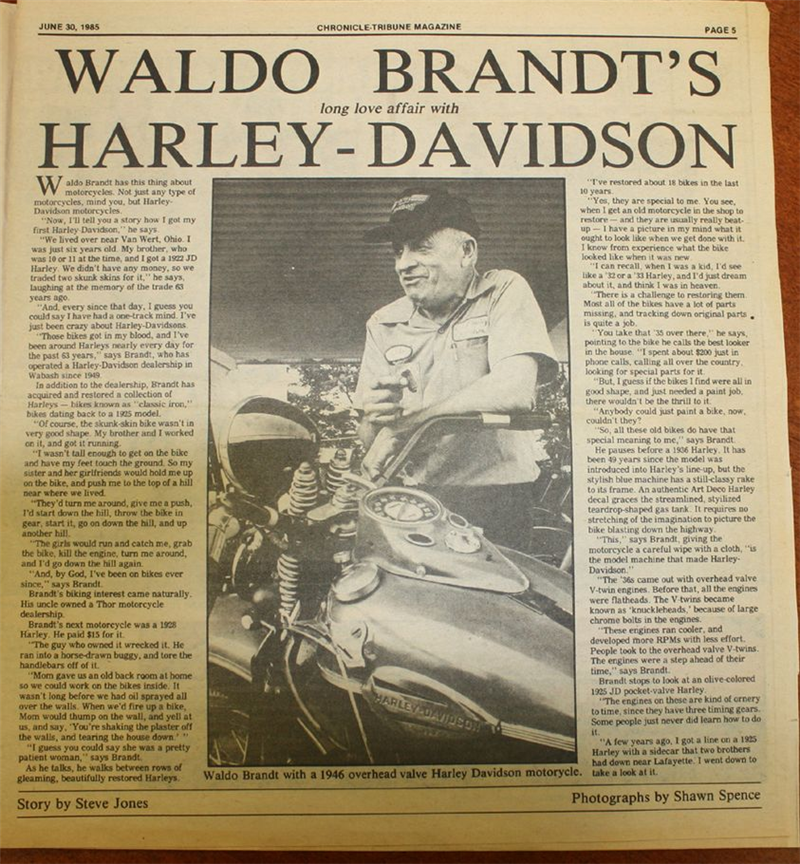 JUNE 30, 1985
CHRONICLE-TRIBUNE MAGAZINE
PAGE 5
WALDO BRANDT'S
long love affair with
HARLEY-DAVIDSON
Waldo Brandt has this thing about
motorcycles. Not just any type of
motorcycles, mind you, but Harley-
Davidson motorcycles.
"Now, I'll tell you a story how I got my
first Harley-Davidson," he says.
"We lived over near Van Wert, Ohio. I
was just six years old. My brother, who
was 10 or 11 at the time, and I got a 1922 JD
Harley. We didn't have any money, so we
traded two skunk skins for it," he says,
laughing at the memory of the trade 63
years ago.
"And, every since that day, I guess you
could say I have had a one-track mind. I've
just been crazy about Harley-Davidsons.
"Those bikes got in my blood, and I've
been around Harleys nearly every day for
the past 63 years," says Brandt, who has
operated a Harley-Davidson dealership in
Wabash since 1949.
In addition to the dealership, Brandt has
acquired and restored a collection of
Harleys — bikes known as "classic iron,"
bikes dating back to a 1925 model.
"Of course, the skunk-skin bike wasn't in
very good shape. My brother and I worked
on it, and got it running.
"I wasn't tall enough to get on the bike
and have my feet touch the ground. So my
sister and her girlfriends would hold me up
on the bike, and push me to the top of a hill
near where we lived.
"They'd turn me around, give me a push,
I'd start down the hill, throw the bike in
gear, start it, go on down the hill, and up
another hill.
"The girls would run and catch me, grab
the bike, kill the engine, turn me around,
and I'd go down the hill again.
"And, by God, I've been on bikes ever
since," says Brandt.
Brandt's biking interest came naturally.
His uncle owned a Thor motorcycle
dealership.
Brandt's next motorcycle was a 1928
Harley. He paid $15 for it.
"The guy who owned it wrecked it. He
ran into a horse-drawn buggy, and tore the
handlebars off of it.
"Mom gave us an old back room at home
so we could work on the bikes inside. It
wasn't long before we had oil sprayed all
over the walls. When we'd fire up a bike,
Mom would thump on the wall, and yell at
us, and say, 'You're shaking the plaster off
the walls, and tearing the house down.' "
"I guess you could say she was a pretty
patient woman," says Brandt.
As he talks, he walks between rows of
gleaming, beautifully restored Harleys.
HARLEY-DAVIDSON
Waldo Brandt with a 1946 overhead valve Harley Davidson motorycle.
"I've restored about 18 bikes in the last
10 years.
"Yes, they are special to me. You see,
when I get an old motorcycle in the shop to
restore — and they are usually really beat-
up — I have a picture in my mind what it
ought to look like when we get done with it.
I know from experience what the bike
looked like when it was new.
"I can recall, when I was a kid, I'd see
like a '32 or a '33 Harley, and I'd just dream
about it, and think I was in heaven.
"There is a challenge to restoring them.
Most all of the bikes have a lot of parts
missing, and tracking down original parts
is quite a job.
"You take that '35 over there," he says,
pointing to the bike he calls the best looker
in the house. "I spent about $200 just in
phone calls, calling all over the country,
looking for special parts for it.
"But, I guess if the bikes I find were all in
good shape, and just needed a paint job,
there wouldn't be the thrill to it.
"Anybody could just paint a bike, now,
couldn't they?
"So, all these old bikes do have that
special meaning to me," says Brandt.
He pauses before a 1936 Harley. It has
been 49 years since the model was
introduced into Harley's line-up, but the
stylish blue machine has a still-classy rake
to its frame. An authentic Art Deco Harley
decal graces the streamlined, stylized
teardrop-shaped gas tank. It requires no
stretching of the imagination to picture the
bike blasting down the highway.
"This," says Brandt, giving the
motorcycle a careful wipe with a cloth, "is
the model machine that made Harley-
Davidson."
"The '36s came out with overhead valve
V-twin engines. Before that, all the engines
were flatheads. The V-twins became
known as 'knuckleheads,' because of large
chrome bolts in the engines.
"These engines ran cooler, and
developed more RPMs with less effort.
People took to the overhead valve V-twins.
The engines were a step ahead of their
time," says Brandt.
Brandt stops to look at an olive-colored
1925 JD pocket-valve Harley.
"The engines on these are kind of ornery
to time, since they have three timing gears.
Some people just never did learn how to do
it.
"A few years ago, I got a line on a 1925
Harley with a sidecar that two brothers
had down near Lafayette. I went down to
take a look at it.
Story by Steve Jones
Photographs by Shawn Spence